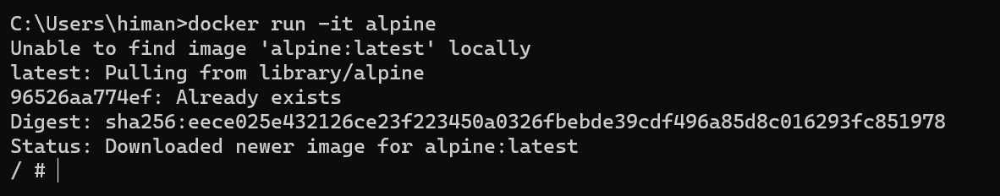 C:\Users\himan>docker run -it alpine
Unable to find image 'alpine:latest' locally
latest: Pulling from library/alpine
96526aa774ef: Already exists
Digest: sha256:eece025e432126ce23f223450a0326fbebde39cdf496a85d8c016293fc851978
Status: Downloaded newer image for alpine:latest
/ #